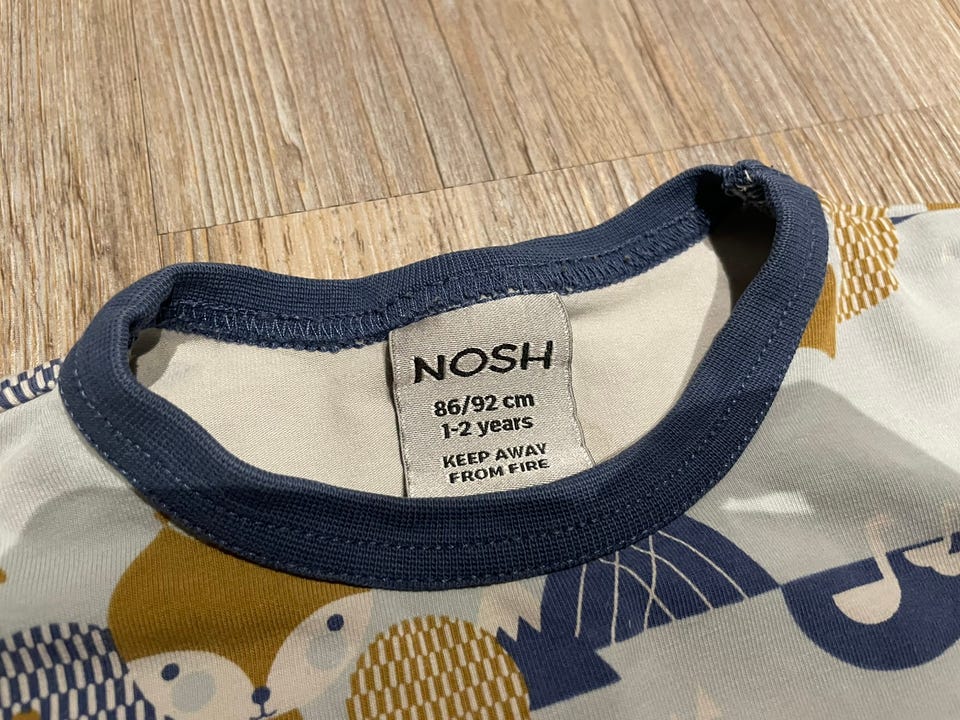 NOSH
86/92 cm
1-2 years
KEEP AWAY
FROM FIRE